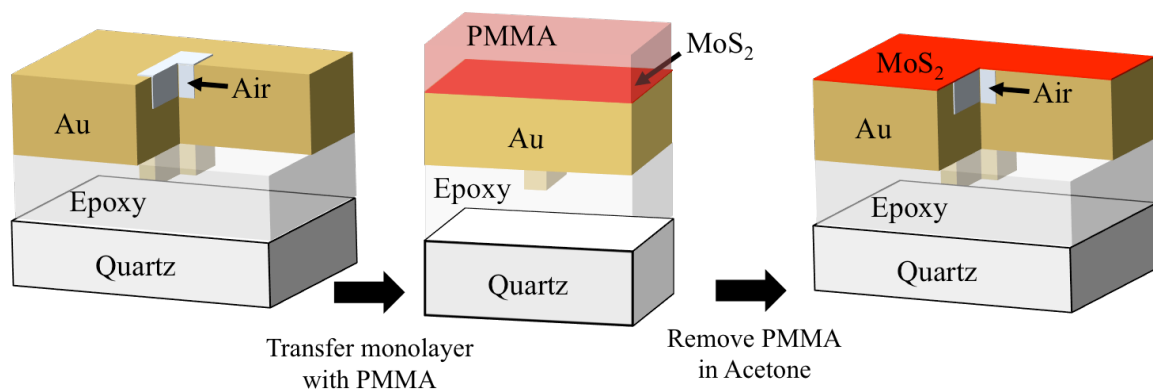 Air
Au
Epoxy
Quartz
Transfer monolayer
with PMMA
PMMA
MoS₂
Au
Epoxy
Quartz
Remove PMMA
in Acetone
MoS₂
Air
Au
Epoxy
Quartz